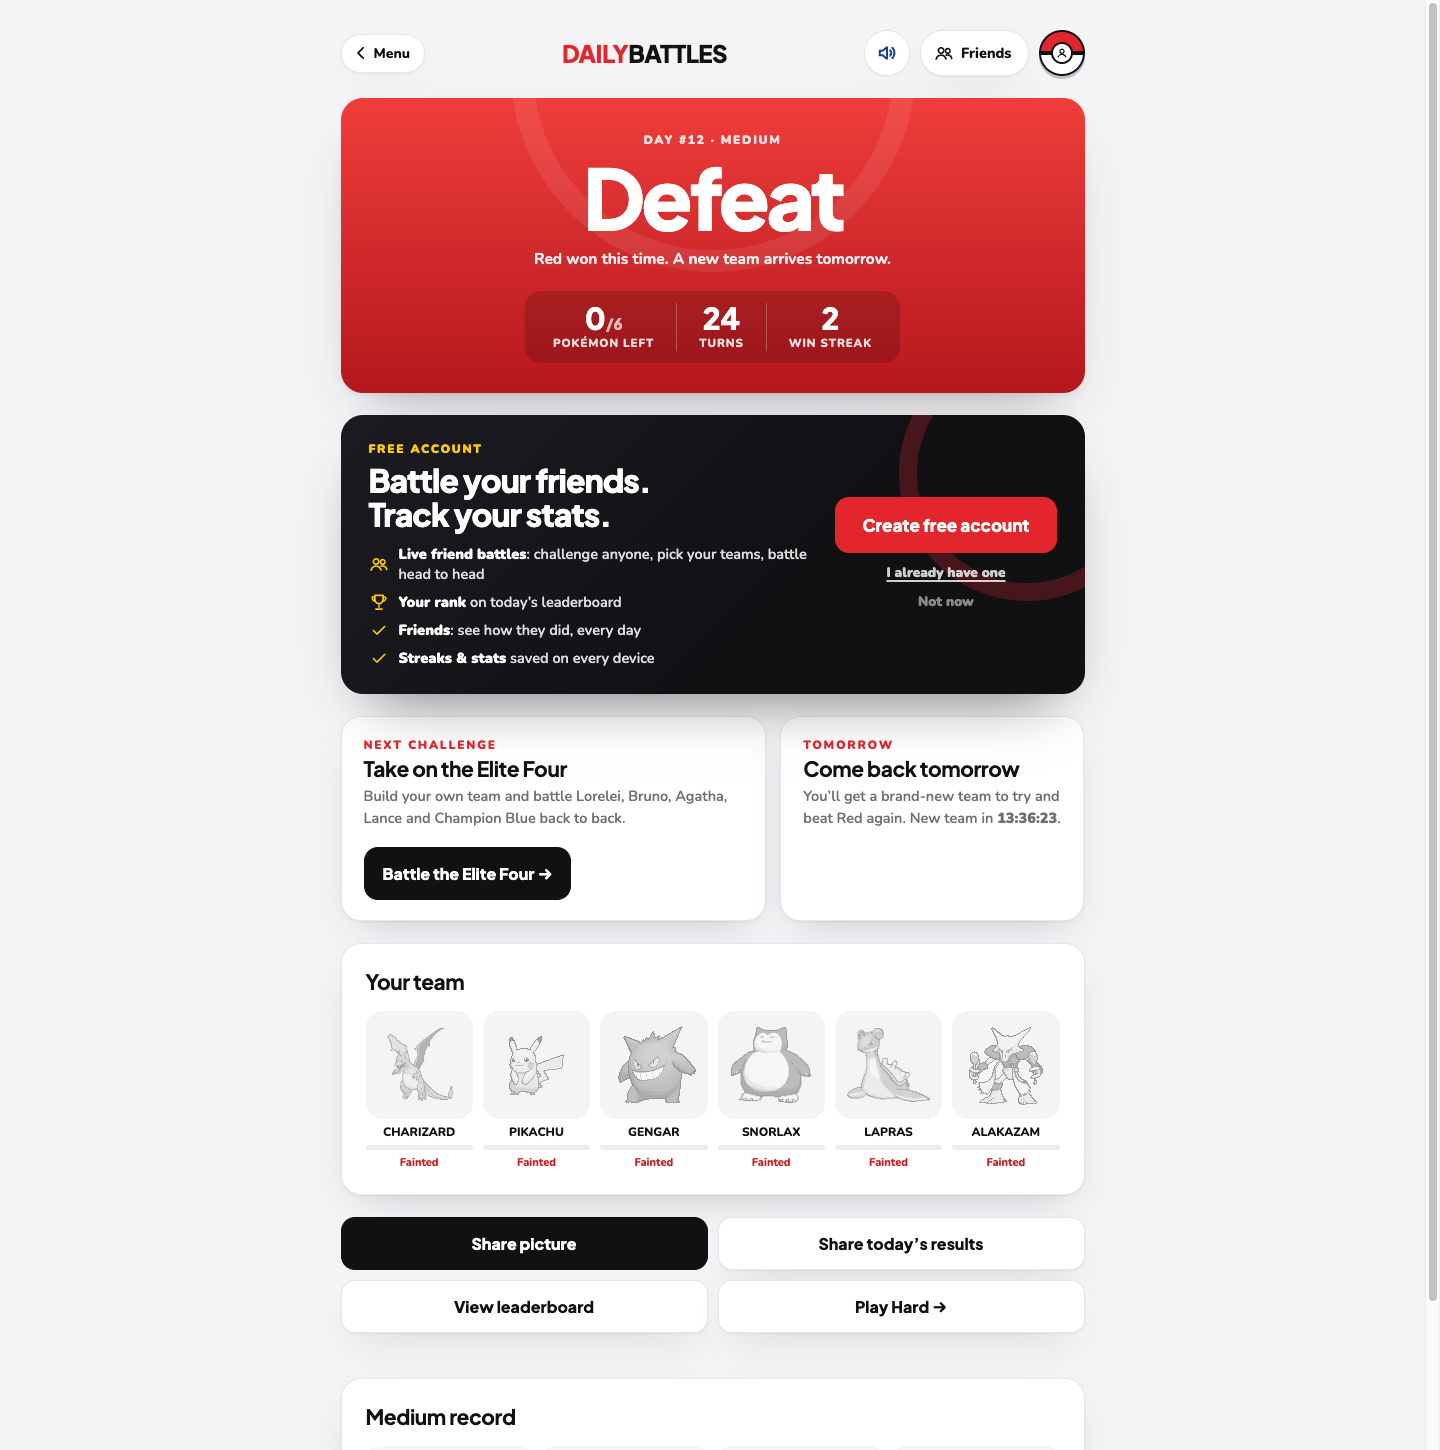 Menu
DAILYBATTLES
Friends
DAY #12 · MEDIUM
Defeat
Red won this time. A new team arrives tomorrow.
0/6
POKÉMON LEFT
24
TURNS
2
WIN STREAK
FREE ACCOUNT
Battle your friends.
Track your stats.
Live friend battles: challenge anyone, pick your teams, battle
head to head
Your rank on today’s leaderboard
Friends: see how they did, every day
Streaks & stats saved on every device
Create free account
I already have one
Not now
NEXT CHALLENGE
Take on the Elite Four
Build your own team and battle Lorelei, Bruno, Agatha,
Lance and Champion Blue back to back.
Battle the Elite Four →
TOMORROW
Come back tomorrow
You’ll get a brand-new team to try and
beat Red again. New team in 13:36:23.
Your team
CHARIZARD
Fainted
PIKACHU
Fainted
GENGAR
Fainted
SNORLAX
Fainted
LAPRAS
Fainted
ALAKAZAM
Fainted
Share picture
Share today’s results
View leaderboard
Play Hard →
Medium record